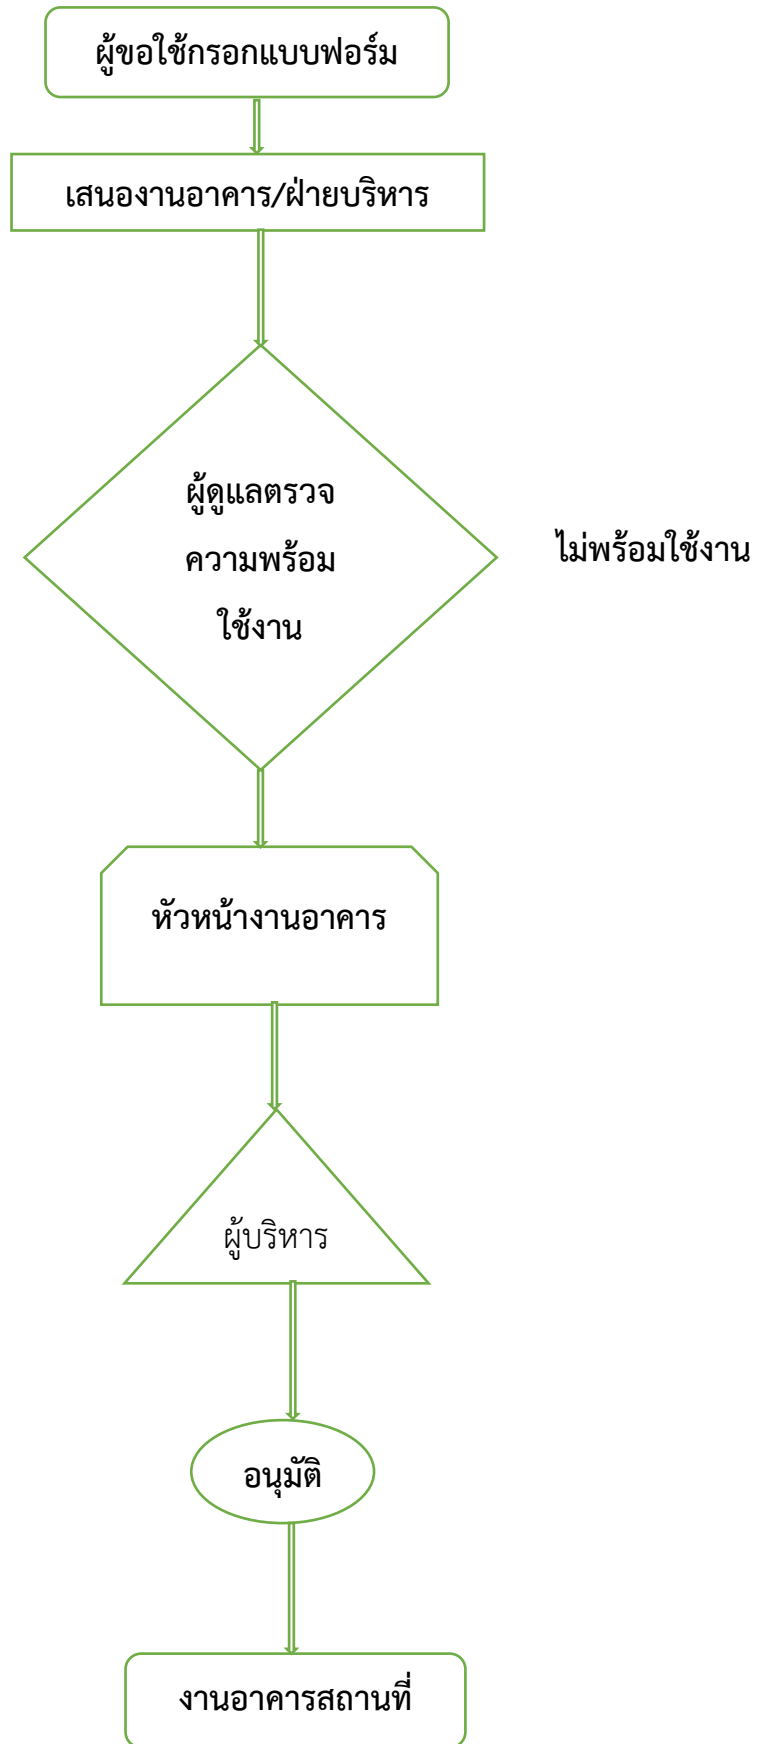 ผู้ขอใช้กรอกแบบฟอร์ม
เสนองานอาคาร/ฝ่ายบริหาร
ผู้ดูแลตรวจ
ความพร้อม
ใช้งาน
ไม่พร้อมใช้งาน
หัวหน้างานอาคาร
ผู้บริหาร
อนุมัติ
งานอาคารสถานที่